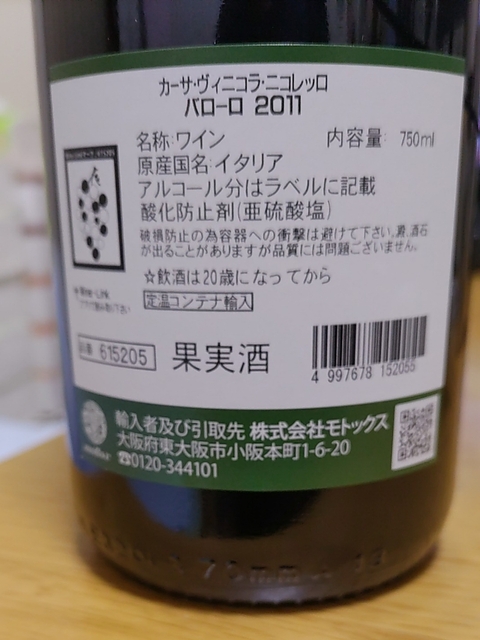 カーサ・ヴィニコラ・ニコレッロ
バローロ 2011
名称:ワイン 内容量: 750ml
原産国名:イタリア
アルコール分はラベルに記載
酸化防止剤(亜硫酸塩)
破損防止の為容器への衝撃は避けて下さい。澱、酒石
が出ることがありますが品質には問題ございません。
☆飲酒は20歳になってから
定温コンテナ輸入
品番 615205 果実酒
4 997678 152055
輸入者及び引取先 株式会社モトックス
大阪府東大阪市小阪本町1-6-20
☎0120-344101